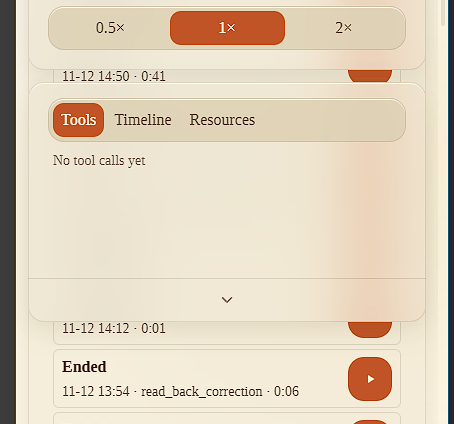 0.5× 1× 2×
11-12 14:50 · 0:41
Tools Timeline Resources
No tool calls yet
11-12 14:12 · 0:01
Ended
11-12 13:54 · read_back_correction · 0:06